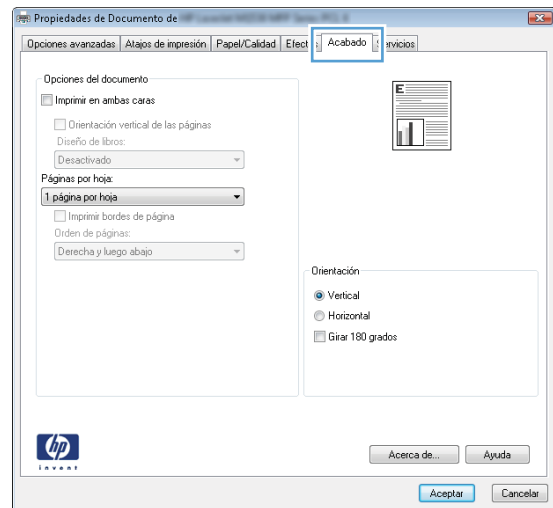 Propiedades de Documento de
Opciones avanzadas Atajos de impresión Papel/Calidad Efect Acabado rvicios
Opciones del documento
Imprimir en ambas caras
E
Orientación vertical de las páginas
Diseño de libros:
Desactivado
Páginas por hoja:
1 página por hoja
Imprimir bordes de página
Orden de páginas:
Derecha y luego abajo
Orientación
Vertical
Horizontal
Girar 180 grados
hp
invent
Acerca de... Ayuda
Aceptar Cancelar